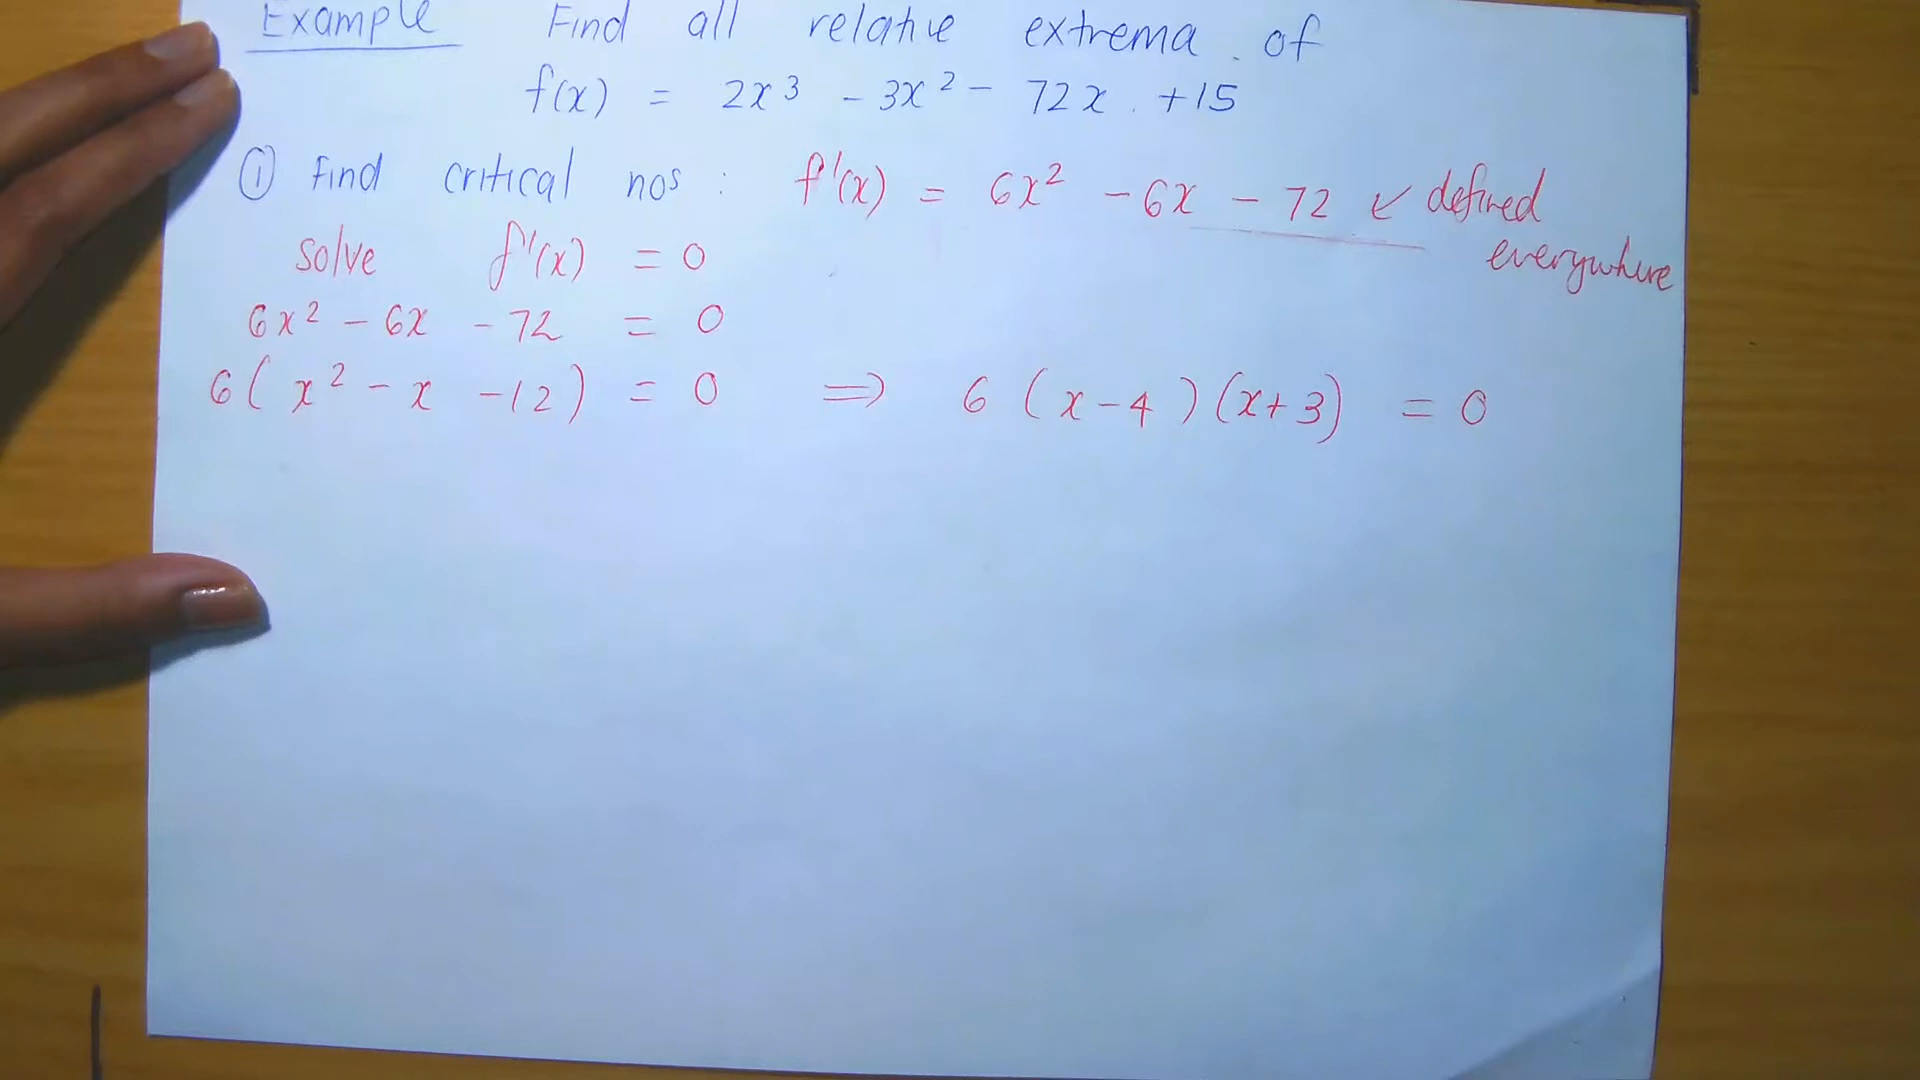 Example Find all relative extrema of
f(x) = 2x³ - 3x² - 72x + 15
① Find critical nos : f'(x) = 6x² - 6x - 72 ↙ defined everywhere
solve f'(x) = 0
6x² - 6x - 72 = 0
6(x² - x - 12) = 0 ⟹ 6(x-4)(x+3) = 0